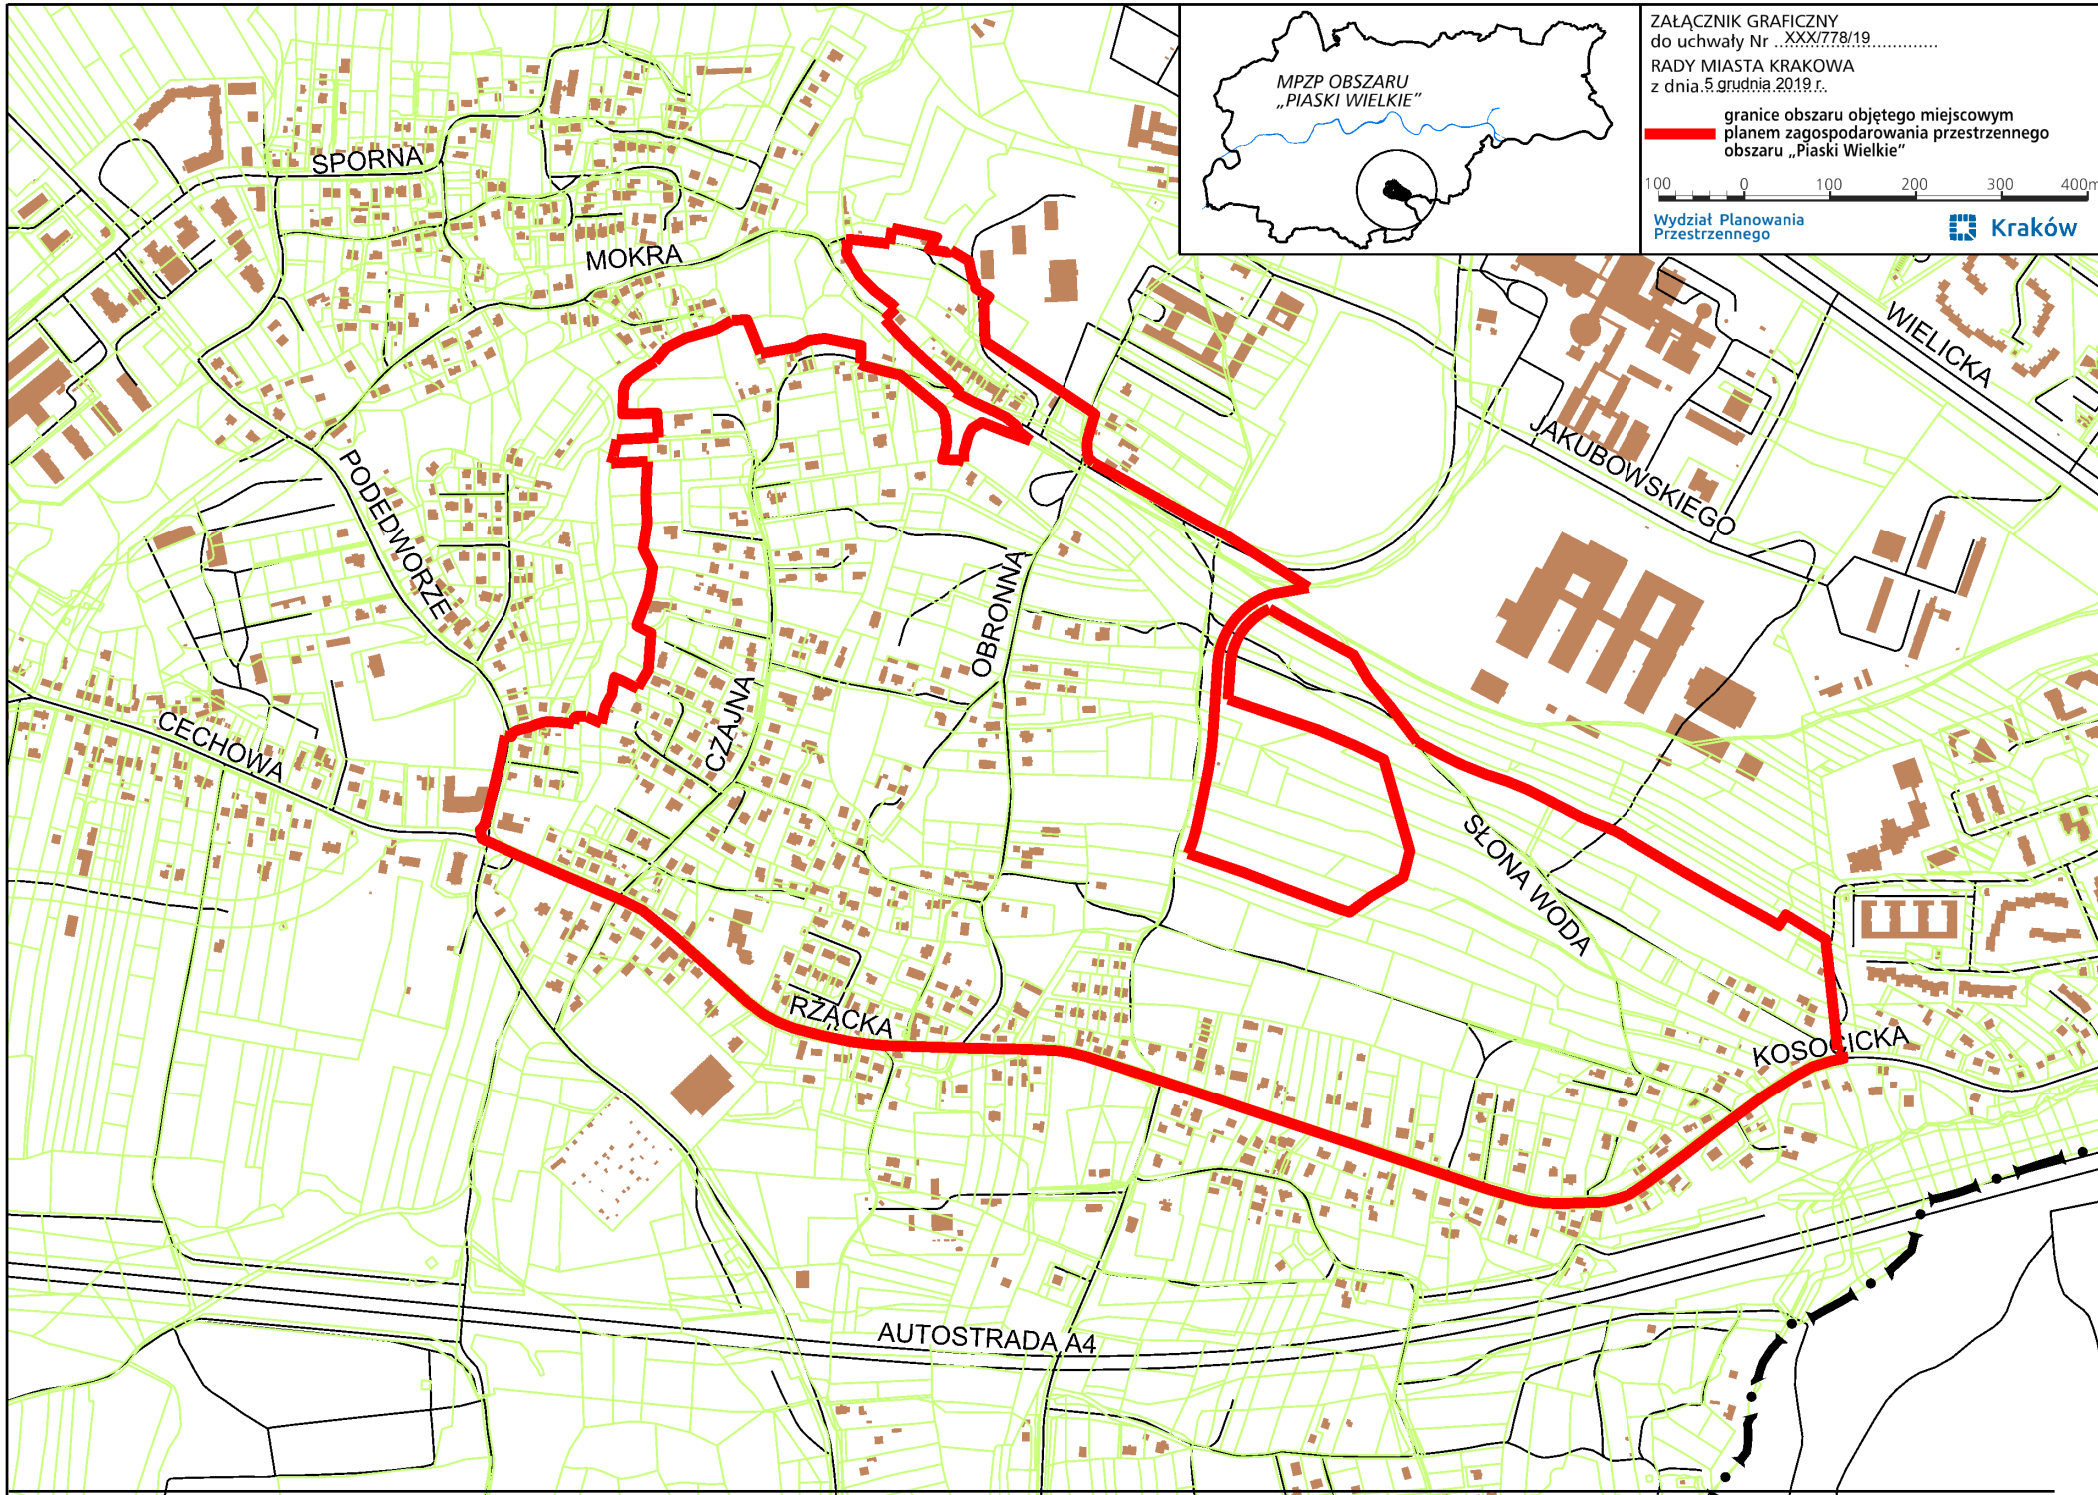 MPZP OBSZARU
„PIASKI WIELKIE”
ZAŁĄCZNIK GRAFICZNY
do uchwały Nr ...XXX/778/19...
RADY MIASTA KRAKOWA
z dnia.5 grudnia 2019 r..
granice obszaru objętego miejscowym
planem zagospodarowania przestrzennego
obszaru „Piaski Wielkie”
100 0 100 200 300 400m
Wydział Planowania
Przestrzennego
Kraków
SPORNA
MOKRA
WIELICKA
JAKUBOWSKIEGO
PODEDWORZE
OBRONNA
CZAJNA
CECHOWA
SŁONA WODA
RŻĄCKA
KOSOCICKA
AUTOSTRADA A4